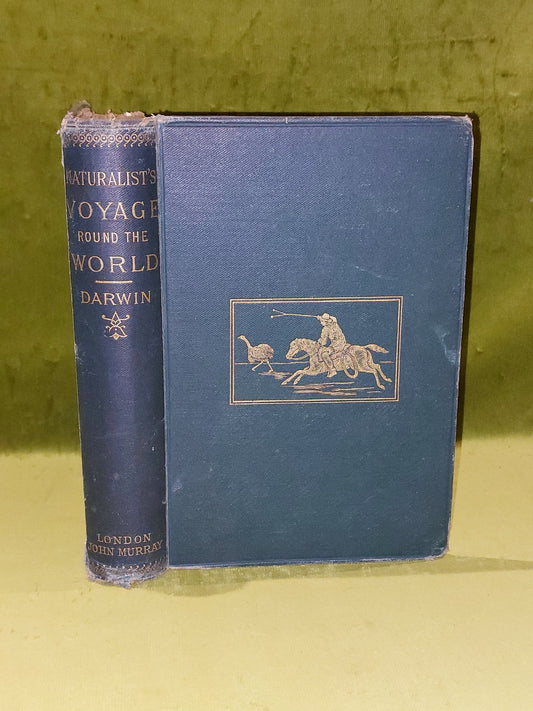 NATURALIST'S
VOYAGE
ROUND THE
WORLD
DARWIN
LONDON
JOHN MURRAY